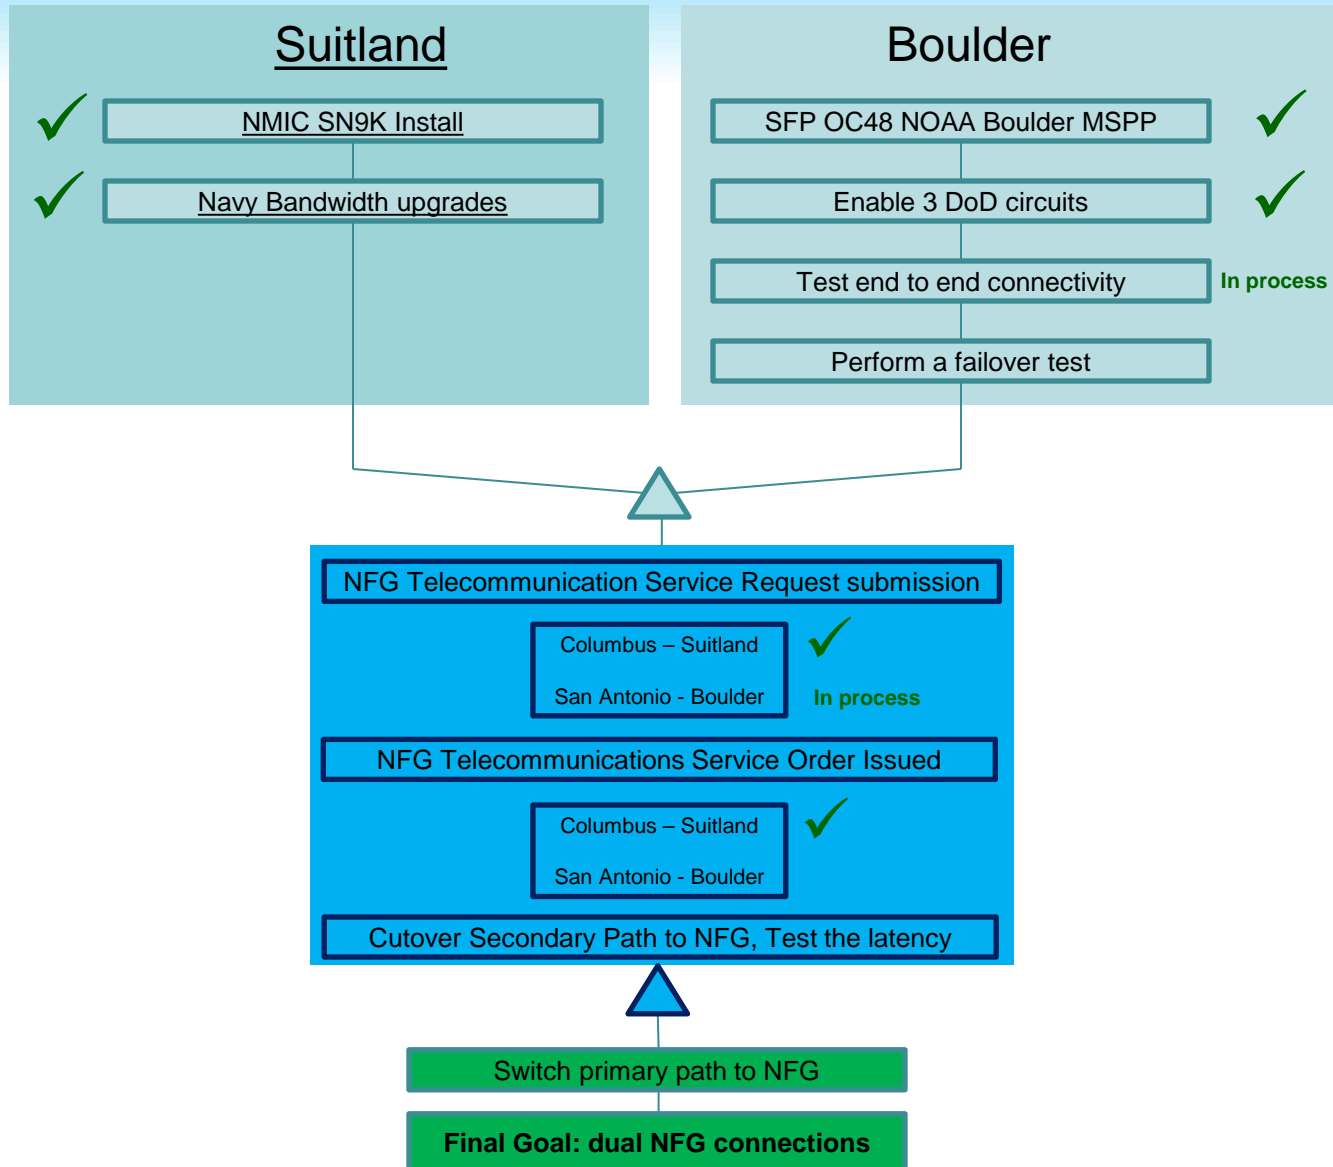 Suitland
NMIC SN9K Install
Navy Bandwidth upgrades
Boulder
SFP OC48 NOAA Boulder MSPP
Enable 3 DoD circuits
Test end to end connectivity
In process
Perform a failover test
NFG Telecommunication Service Request submission
Columbus – Suitland
San Antonio - Boulder
In process
NFG Telecommunications Service Order Issued
Columbus – Suitland
San Antonio - Boulder
Cutover Secondary Path to NFG, Test the latency
Switch primary path to NFG
Final Goal: dual NFG connections